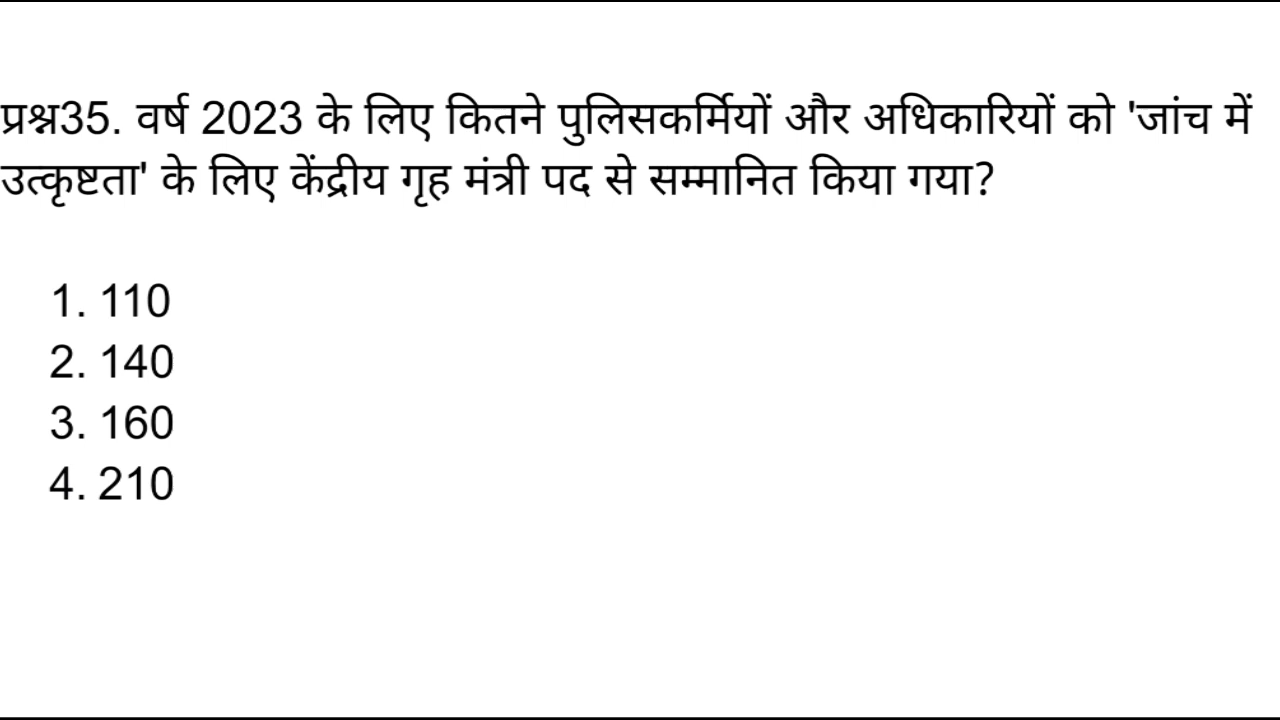 प्रश्न35. वर्ष 2023 के लिए कितने पुलिसकर्मियों और अधिकारियों को 'जांच में
उत्कृष्टता' के लिए केंद्रीय गृह मंत्री पद से सम्मानित किया गया?
1. 110
2. 140
3. 160
4. 210